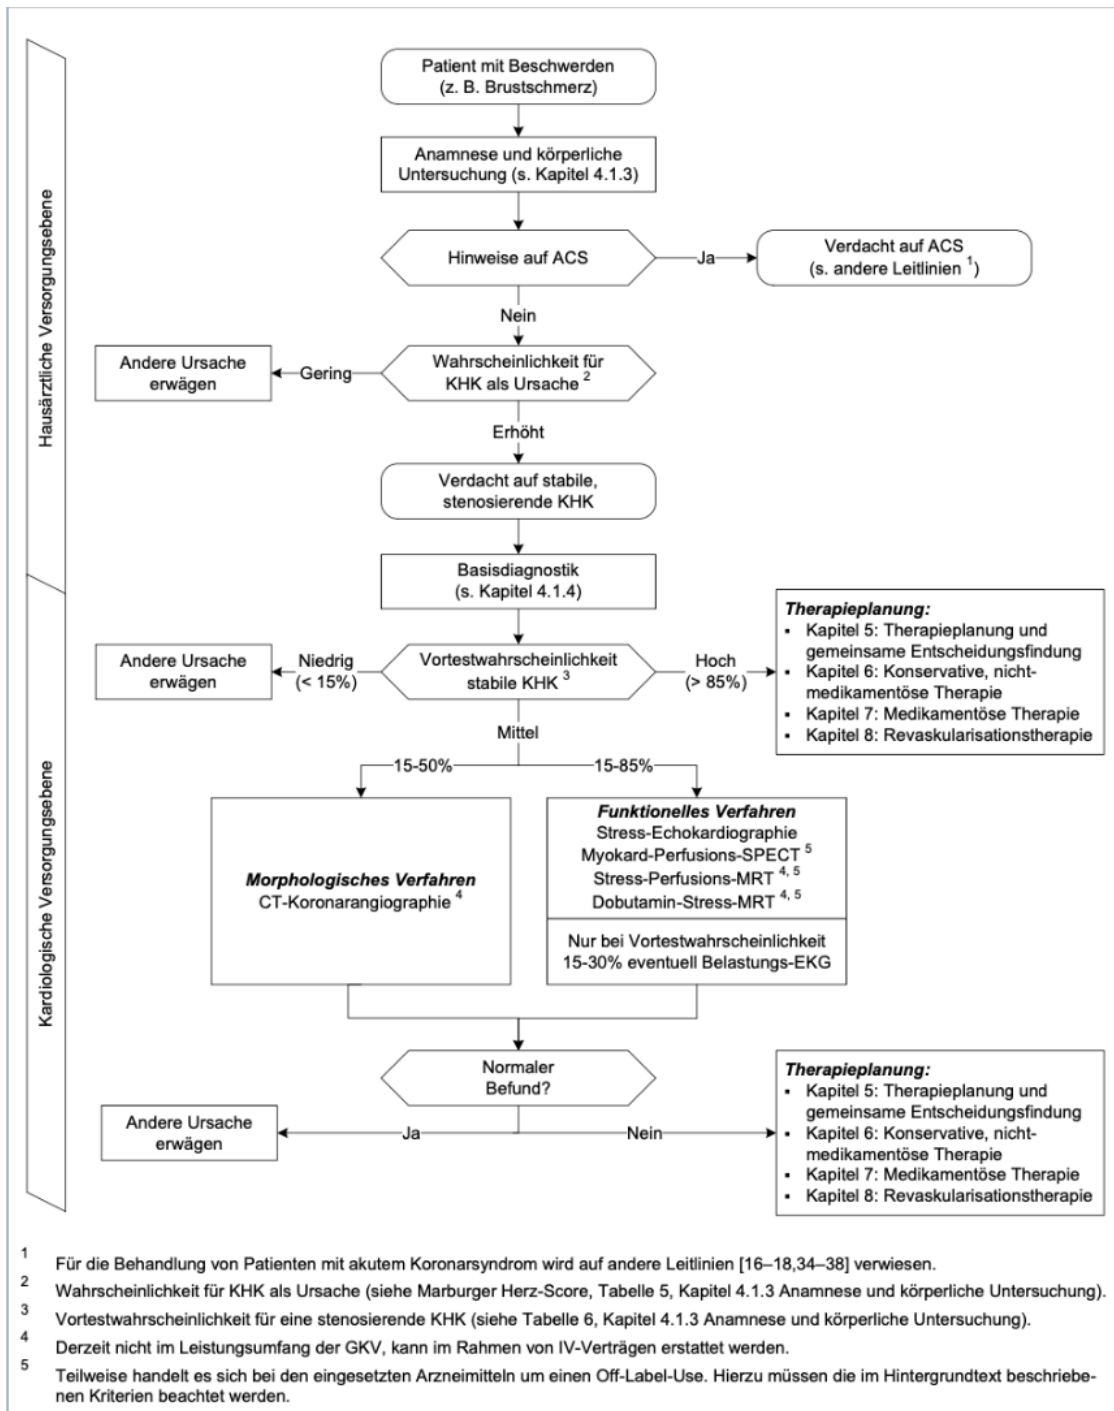 Patient mit Beschwerden
(z. B. Brustschmerz)
Anamnese und körperliche
Untersuchung (s. Kapitel 4.1.3)
Hausärztliche Versorgungsebene
Hinweise auf ACS
Ja
Verdacht auf ACS
(s. andere Leitlinien ¹)
Nein
Andere Ursache
erwägen
Gering
Wahrscheinlichkeit für
KHK als Ursache ²
Erhöht
Verdacht auf stabile,
stenosierende KHK
Basisdiagnostik
(s. Kapitel 4.1.4)
Kardiologische Versorgungsebene
Andere Ursache
erwägen
Niedrig
(< 15%)
Vortestwahrscheinlichkeit
stabile KHK ³
Hoch
(> 85%)
Therapieplanung:
▪ Kapitel 5: Therapieplanung und
gemeinsame Entscheidungsfindung
▪ Kapitel 6: Konservative, nicht-
medikamentöse Therapie
▪ Kapitel 7: Medikamentöse Therapie
▪ Kapitel 8: Revaskularisationstherapie
Mittel
15-50%
15-85%
Morphologisches Verfahren
CT-Koronarangiographie ⁴
Funktionelles Verfahren
Stress-Echokardiographie
Myokard-Perfusions-SPECT ⁵
Stress-Perfusions-MRT ⁴, ⁵
Dobutamin-Stress-MRT ⁴, ⁵
Nur bei Vortestwahrscheinlichkeit
15-30% eventuell Belastungs-EKG
Normaler
Befund?
Andere Ursache
erwägen
Ja
Nein
Therapieplanung:
▪ Kapitel 5: Therapieplanung und
gemeinsame Entscheidungsfindung
▪ Kapitel 6: Konservative, nicht-
medikamentöse Therapie
▪ Kapitel 7: Medikamentöse Therapie
▪ Kapitel 8: Revaskularisationstherapie
¹ Für die Behandlung von Patienten mit akutem Koronarsyndrom wird auf andere Leitlinien [16–18,34–38] verwiesen.
² Wahrscheinlichkeit für KHK als Ursache (siehe Marburger Herz-Score, Tabelle 5, Kapitel 4.1.3 Anamnese und körperliche Untersuchung).
³ Vortestwahrscheinlichkeit für eine stenosierende KHK (siehe Tabelle 6, Kapitel 4.1.3 Anamnese und körperliche Untersuchung).
⁴ Derzeit nicht im Leistungsumfang der GKV, kann im Rahmen von IV-Verträgen erstattet werden.
⁵ Teilweise handelt es sich bei den eingesetzten Arzneimitteln um einen Off-Label-Use. Hierzu müssen die im Hintergrundtext beschriebe-
nen Kriterien beachtet werden.